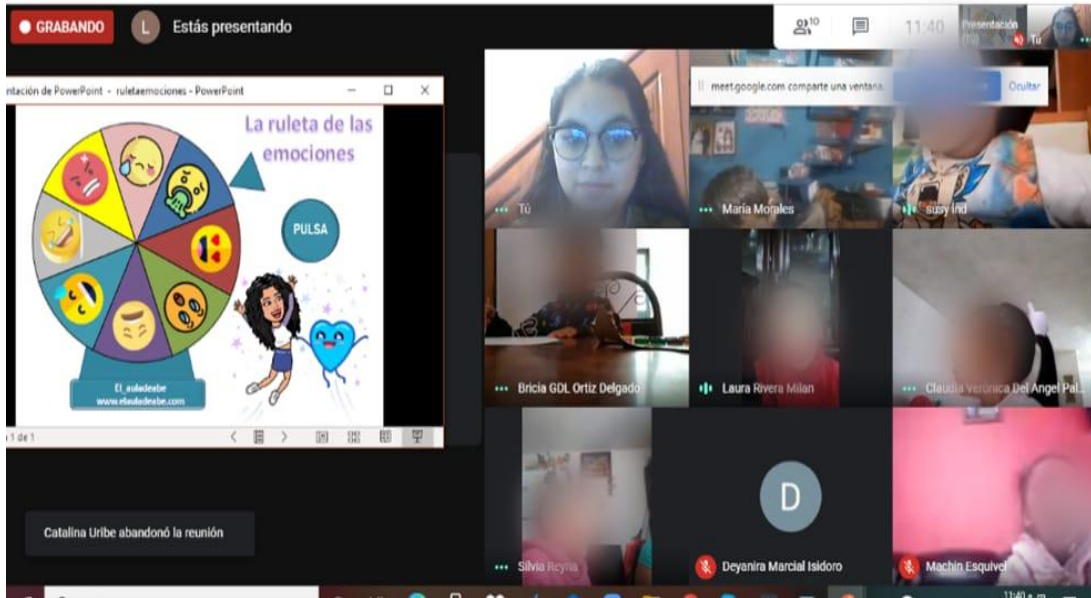 GRABANDO
L
Estás presentando
10
11:40
Presentación
Tú
ntación de PowerPoint - ruletaemociones - PowerPoint
meet.google.com comparte una ventana.
Ocultar
La ruleta de las
emociones
PULSA
El_auladeabe
www.elauladeabe.com
1 de 1
Tú
María Morales
susy ind
Bricia GDL Ortiz Delgado
Laura Rivera Milan
Claudia Verónica Del Angel Pal...
Catalina Uribe abandonó la reunión
D
Silvia Reyna
Deyanira Marcial Isidoro
Machin Esquivel
11:40 a. m.